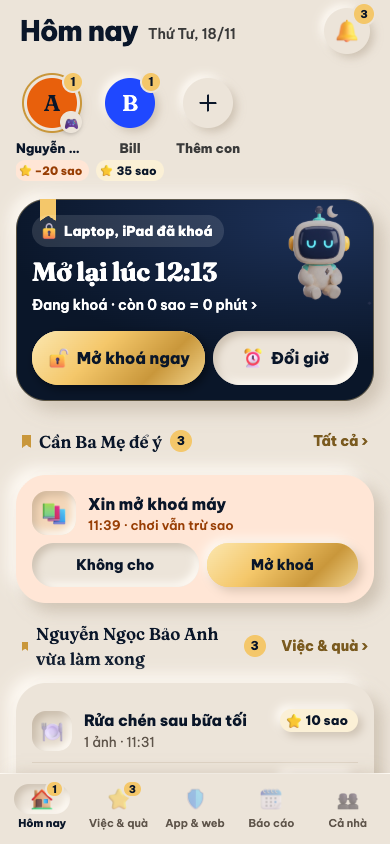 Hôm nay Thứ Tư, 18/11
3
A 1
B 1
Nguyễn ...
Bill
Thêm con
-20 sao
35 sao
Laptop, iPad đã khoá
Mở lại lúc 12:13
Đang khoá · còn 0 sao = 0 phút ›
Mở khoá ngay
Đổi giờ
Cần Ba Mẹ để ý 3
Tất cả ›
Xin mở khoá máy
11:39 · chơi vẫn trừ sao
Không cho
Mở khoá
Nguyễn Ngọc Bảo Anh
vừa làm xong
3
Việc & quà ›
Rửa chén sau bữa tối
1 ảnh · 11:31
10 sao
1
3
Hôm nay
Việc & quà
App & web
Báo cáo
Cả nhà